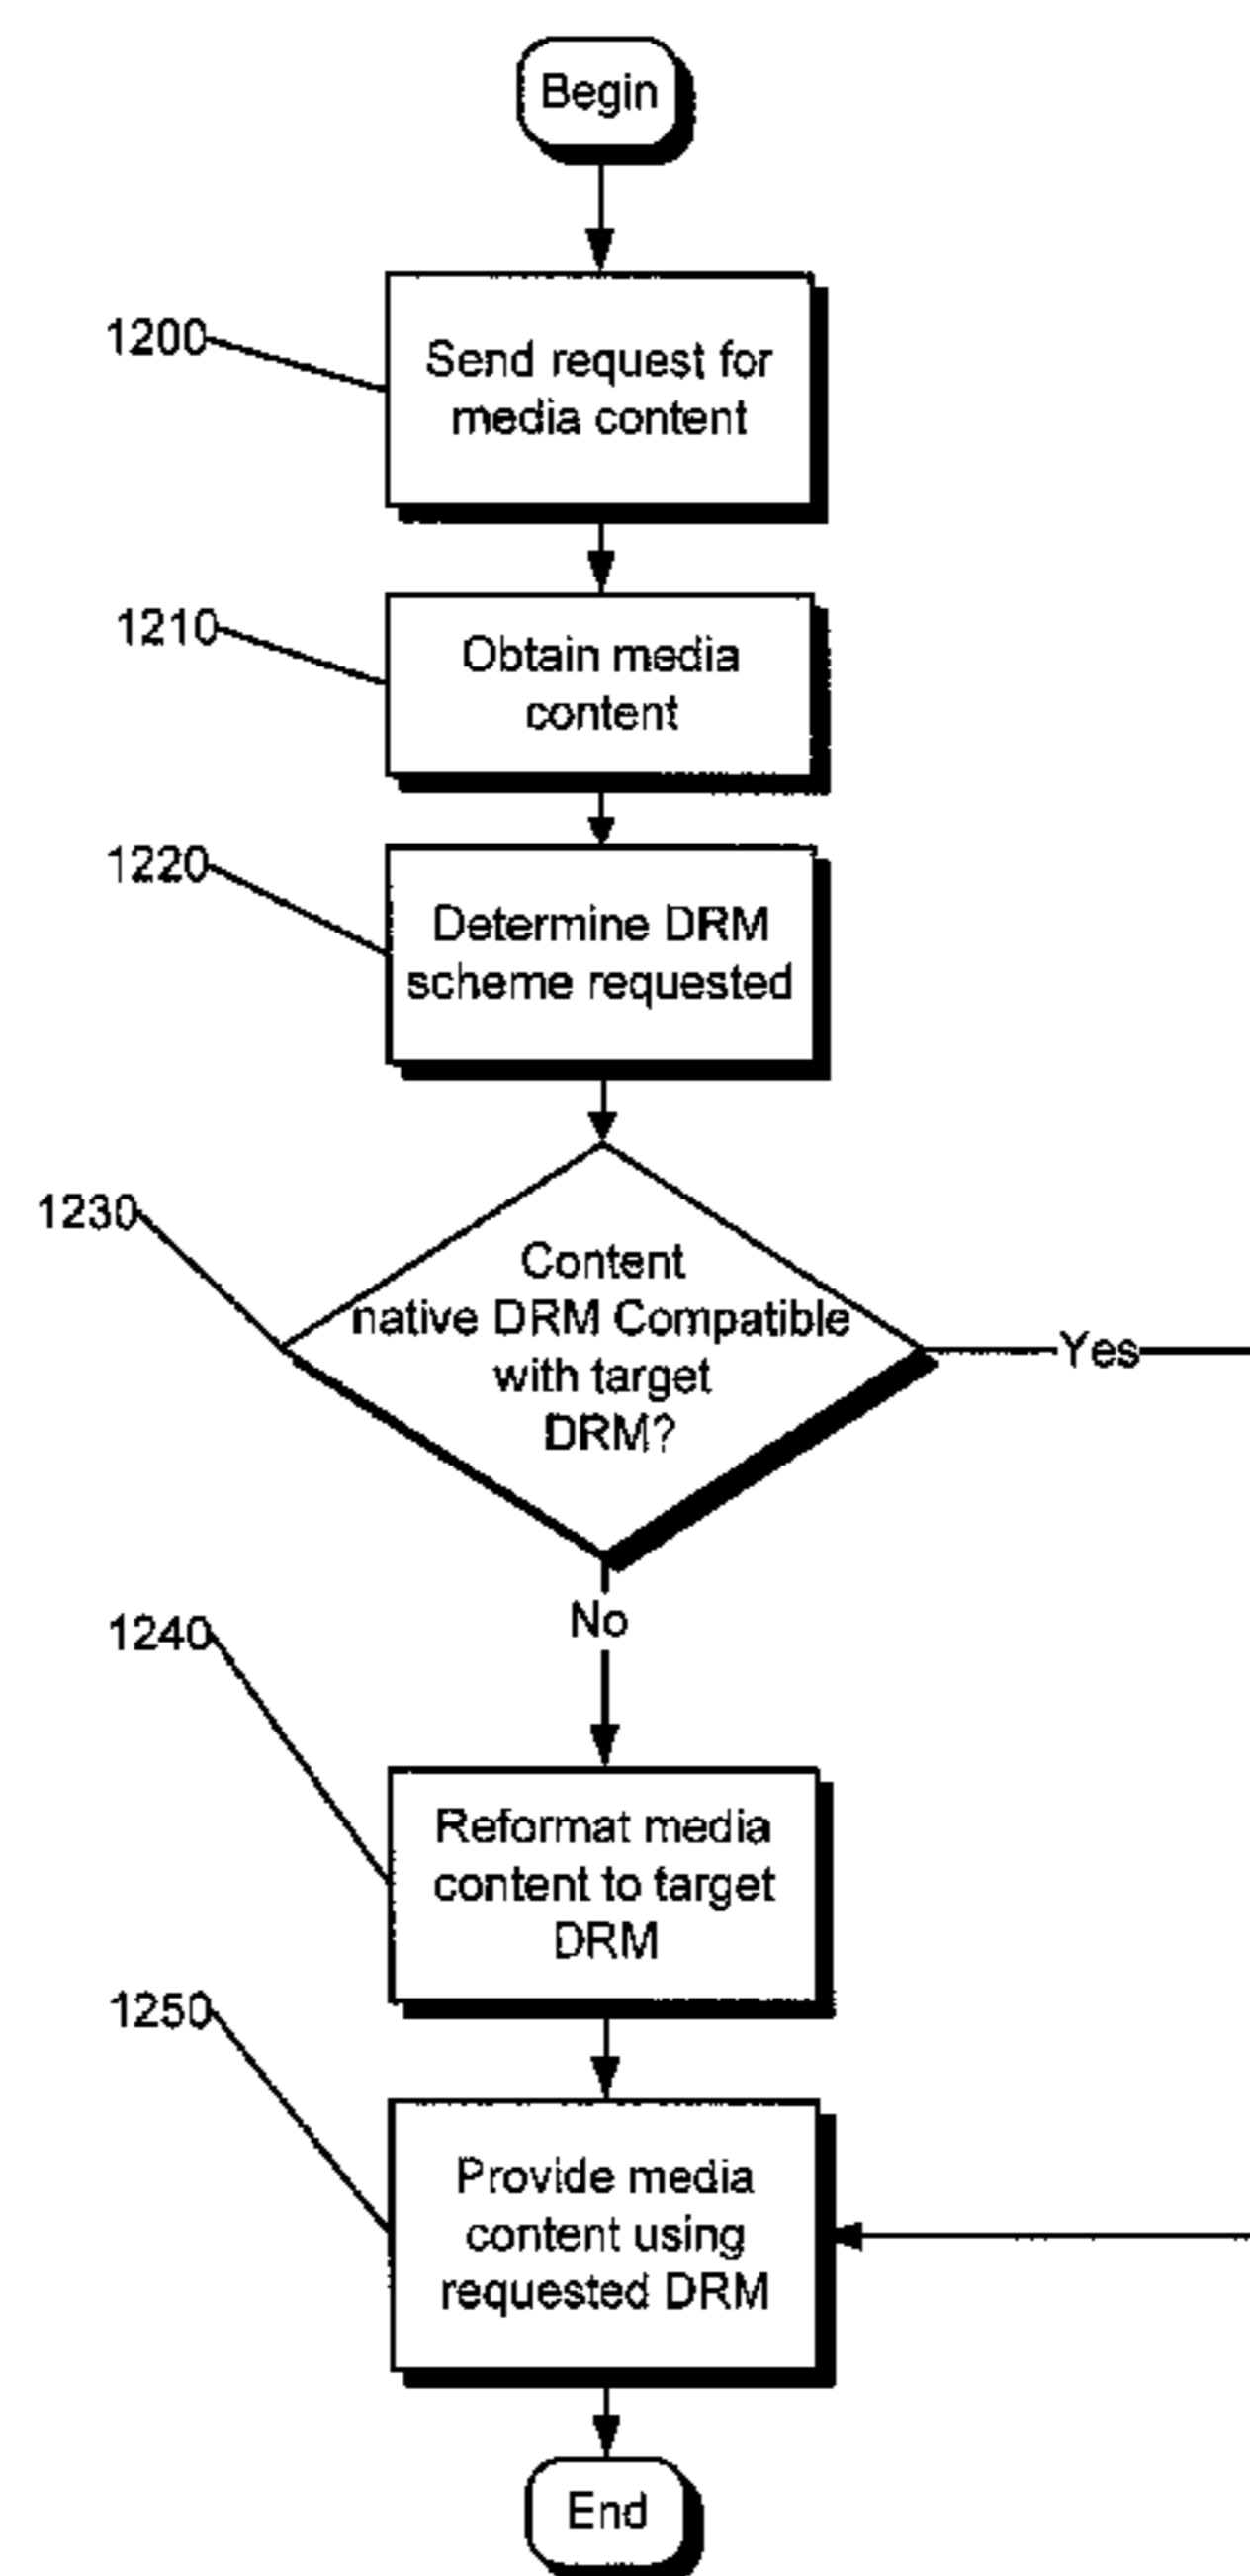 Begin
1200
Send request for
media content
1210
Obtain media
content
1220
Determine DRM
scheme requested
1230
Content
native DRM Compatible
with target
DRM?
Yes
No
1240
Reformat media
content to target
DRM
1250
Provide media
content using
requested DRM
End